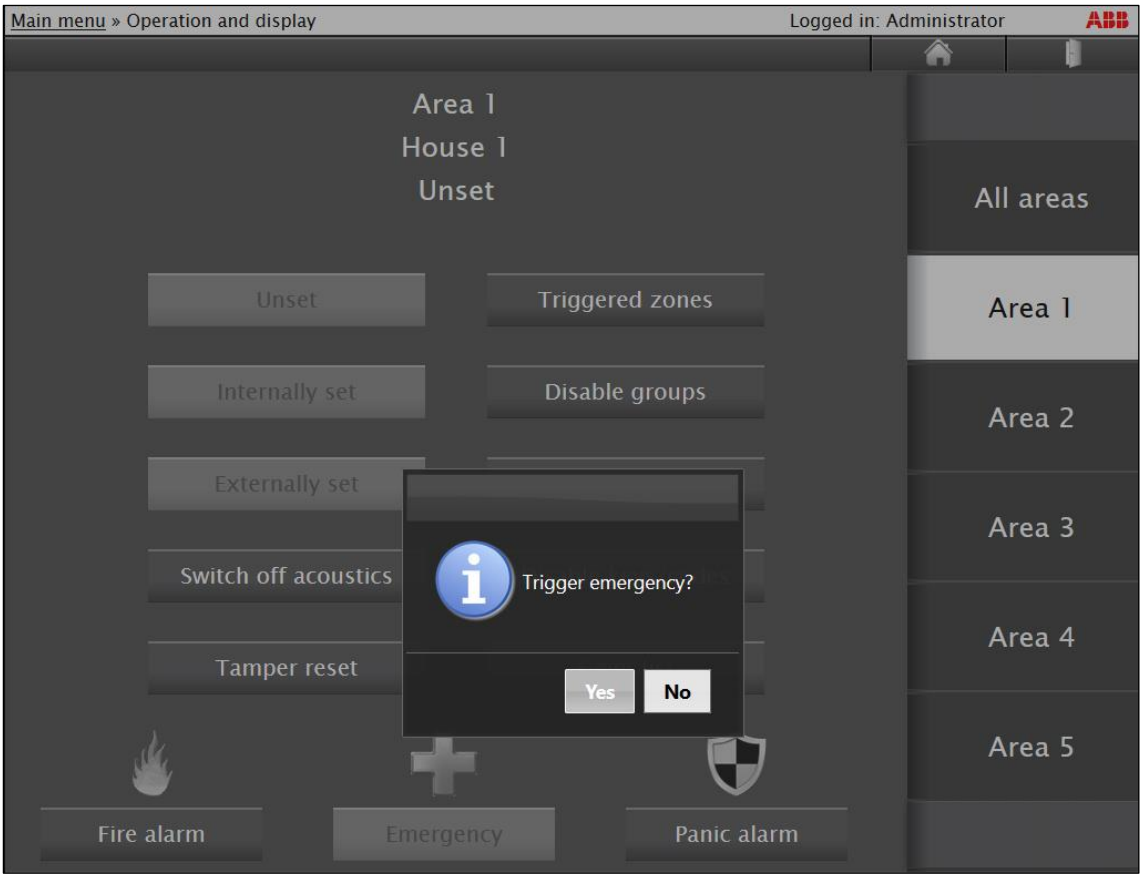 Main menu » Operation and display
Logged in: Administrator
ABB
Area 1
House 1
Unset
Unset
Triggered zones
Internally set
Disable groups
Externally set
Switch off acoustics
Tamper reset
Trigger emergency?
Yes
No
Fire alarm
Emergency
Panic alarm
All areas
Area 1
Area 2
Area 3
Area 4
Area 5